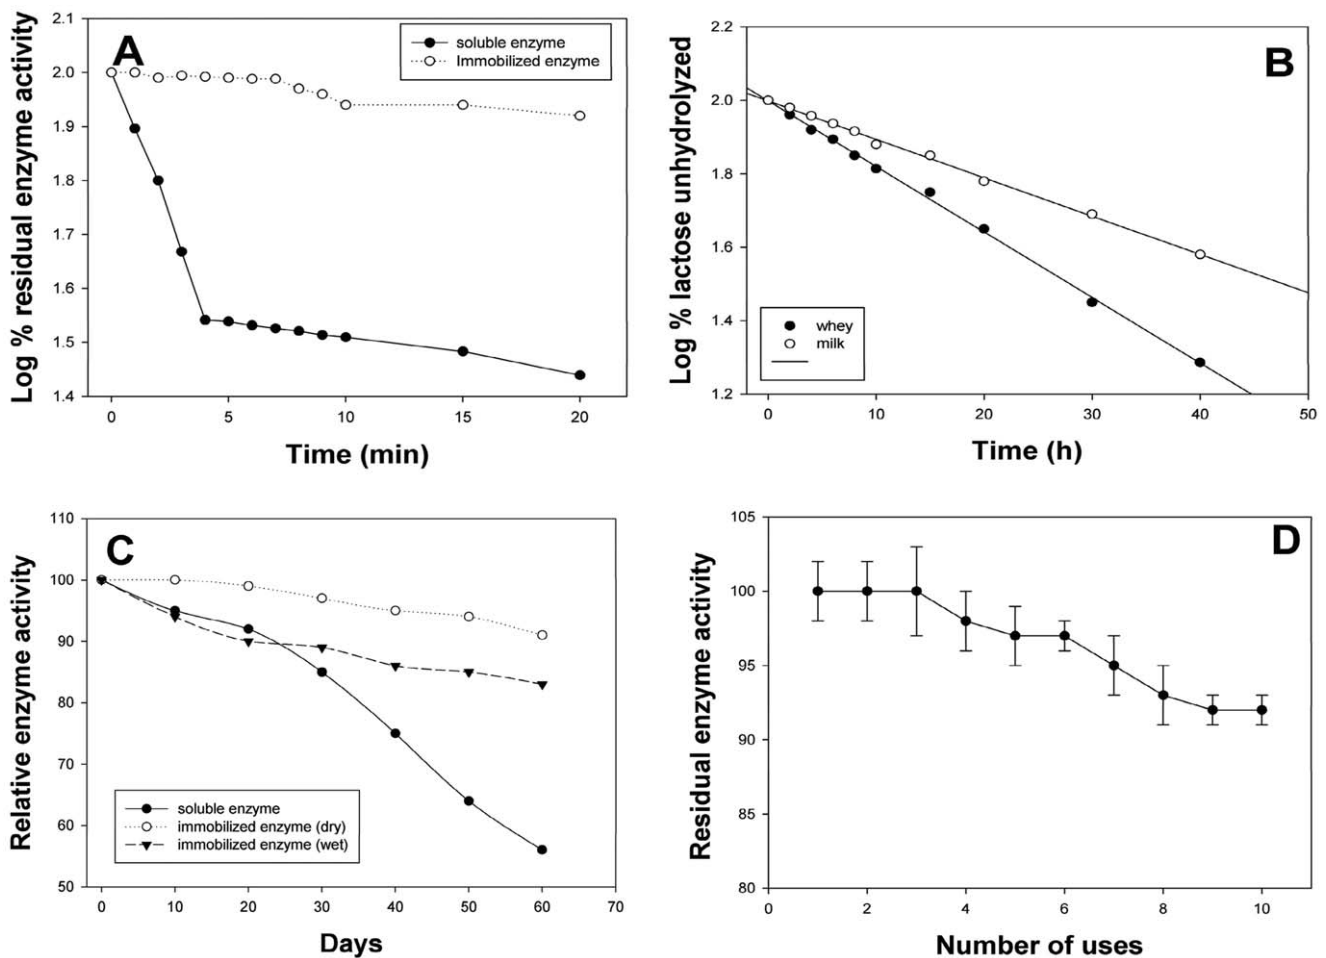 A
2.1
2.0
1.9
1.8
1.7
1.6
1.5
1.4
Log % residual enzyme activity
soluble enzyme
Immobilized enzyme
0 5 10 15 20
Time (min)
B
2.2
2.0
1.8
1.6
1.4
1.2
Log % lactose unhydrolyzed
whey
milk
0 10 20 30 40 50
Time (h)
C
110
100
90
80
70
60
50
Relative enzyme activity
soluble enzyme
immobilized enzyme (dry)
immobilized enzyme (wet)
0 10 20 30 40 50 60 70
Days
D
105
100
95
90
85
80
Residual enzyme activity
0 2 4 6 8 10
Number of uses